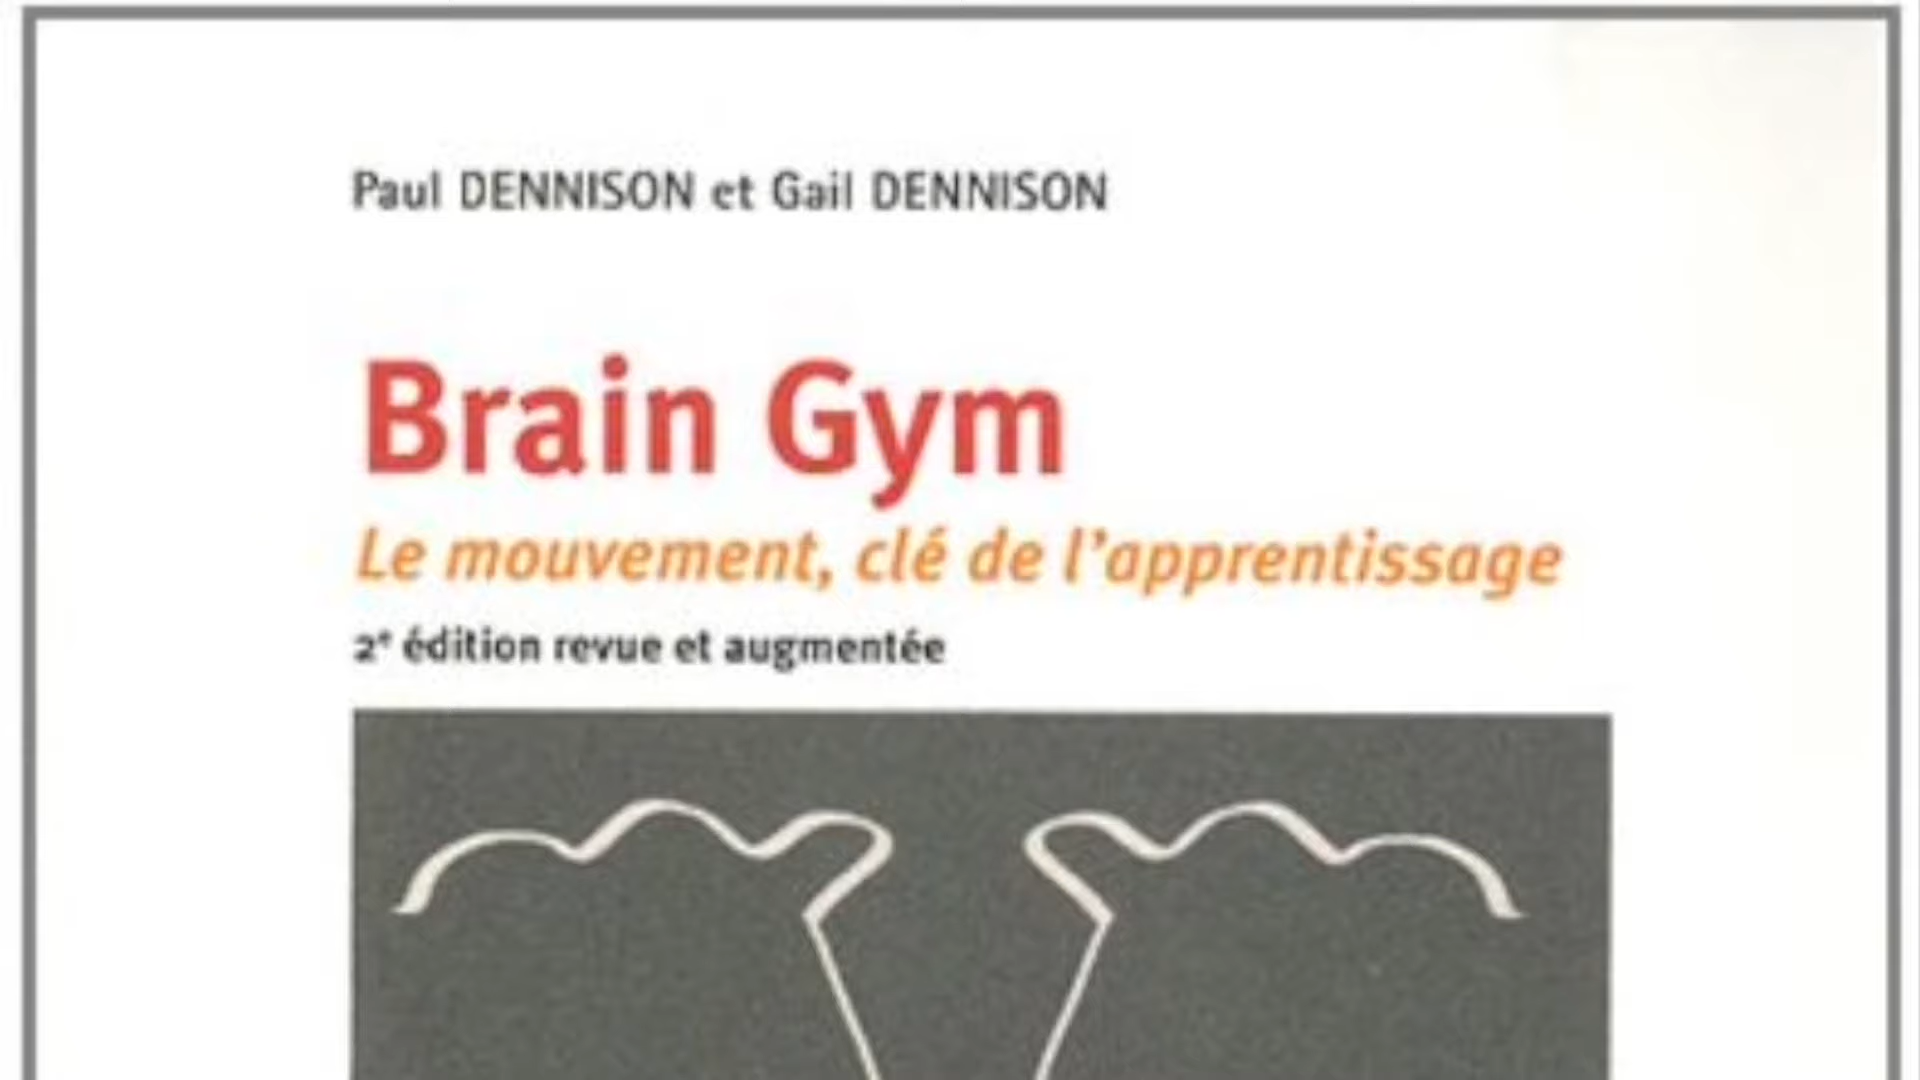 Paul DENNISON et Gail DENNISON
Brain Gym
Le mouvement, clé de l'apprentissage
2e édition revue et augmentée